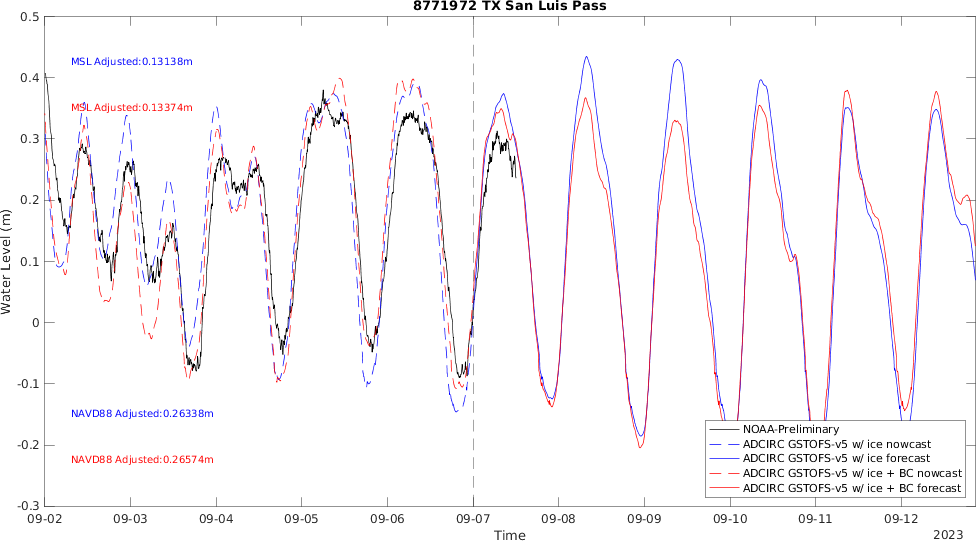 8771972 TX San Luis Pass
0.5
0.4
0.3
0.2
0.1
0
-0.1
-0.2
-0.3
Water Level (m)
MSL Adjusted:0.13138m
MSL Adjusted:0.13374m
NAVD88 Adjusted:0.26338m
NAVD88 Adjusted:0.26574m
NOAA-Preliminary
ADCIRC GSTOFS-v5 w/ ice nowcast
ADCIRC GSTOFS-v5 w/ ice forecast
ADCIRC GSTOFS-v5 w/ ice + BC nowcast
ADCIRC GSTOFS-v5 w/ ice + BC forecast
09-02 09-03 09-04 09-05 09-06 09-07 09-08 09-09 09-10 09-11 09-12
Time
2023